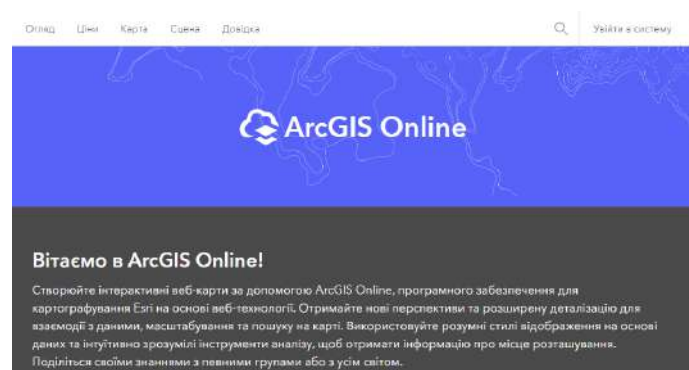 Огляд Ціни Карта Сцена Довідка Увійти в систему
ArcGIS Online
Вітаємо в ArcGIS Online!
Створюйте інтерактивні веб-карти за допомогою ArcGIS Online, програмного забезпечення для
картографування Esri на основі веб-технології. Отримайте нові перспективи та розширену деталізацію для
взаємодії з даними, масштабування та пошуку на карті. Використовуйте розумні стилі відображення на основі
даних та інтуїтивно зрозумілі інструменти аналізу, щоб отримати інформацію про місце розташування.
Поділіться своїми знаннями з певними групами або з усім світом.